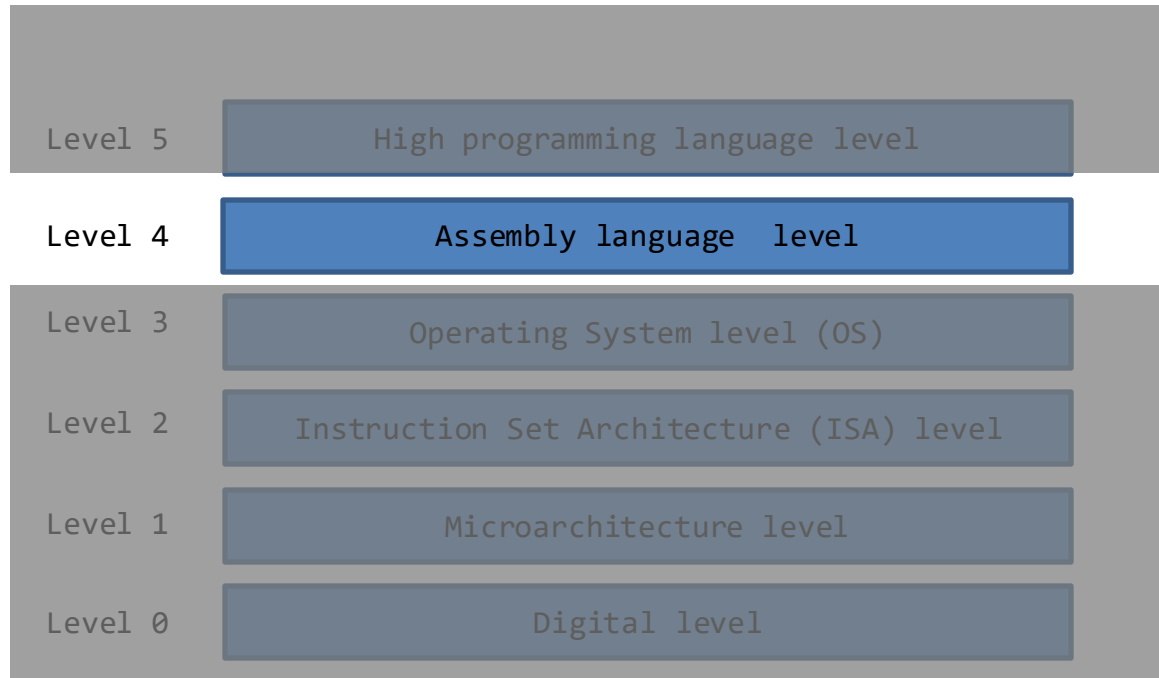 Level 5 High programming language level
Level 4 Assembly language level
Level 3 Operating System level (OS)
Level 2 Instruction Set Architecture (ISA) level
Level 1 Microarchitecture level
Level 0 Digital level